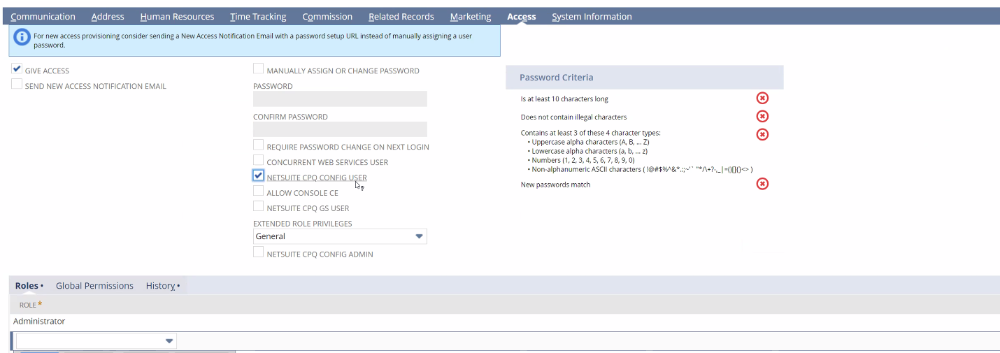 Communication Address Human Resources Time Tracking Commission Related Records Marketing Access System Information
For new access provisioning consider sending a New Access Notification Email with a password setup URL instead of manually assigning a user
password.
GIVE ACCESS
SEND NEW ACCESS NOTIFICATION EMAIL
MANUALLY ASSIGN OR CHANGE PASSWORD
PASSWORD
CONFIRM PASSWORD
REQUIRE PASSWORD CHANGE ON NEXT LOGIN
CONCURRENT WEB SERVICES USER
NETSUITE CPQ CONFIG USER
ALLOW CONSOLE CE
NETSUITE CPQ GS USER
EXTENDED ROLE PRIVILEGES
General
NETSUITE CPQ CONFIG ADMIN
Password Criteria
Is at least 10 characters long
Does not contain illegal characters
Contains at least 3 of these 4 character types:
• Uppercase alpha characters (A, B, ... Z)
• Lowercase alpha characters (a, b, ... z)
• Numbers (1, 2, 3, 4, 5, 6, 7, 8, 9, 0)
• Non-alphanumeric ASCII characters ( !@#$%^&*.:;~'` "*/\+?-,_|=()[]{}<> )
New passwords match
Roles • Global Permissions History •
ROLE *
Administrator